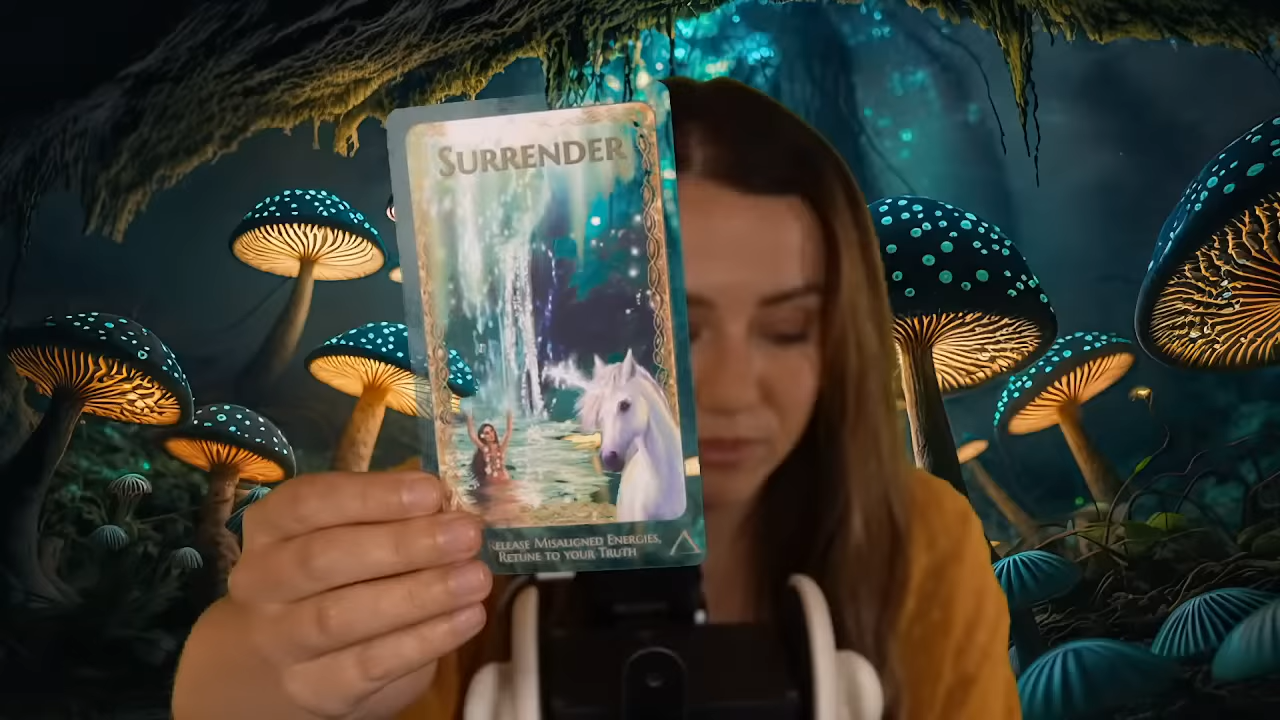 SURRENDER
RELEASE MISALIGNED ENERGIES,
RETUNE TO YOUR TRUTH